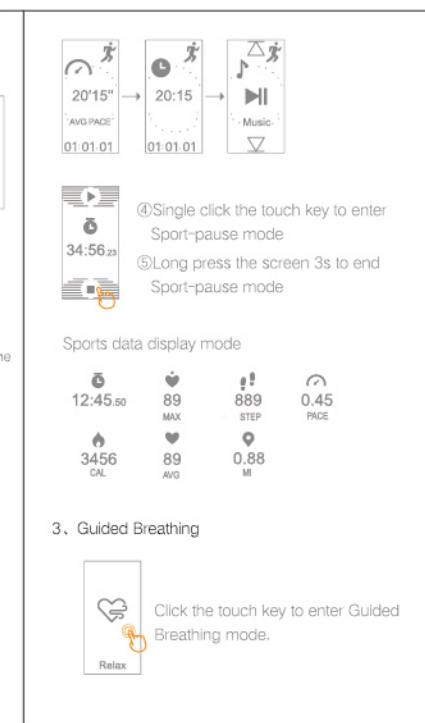 20'15"
AVG PACE
01:01:01
20:15
01:01:01
Music
34:56.23
④Single click the touch key to enter
Sport-pause mode
⑤Long press the screen 3s to end
Sport-pause mode
he
Sports data display mode
12:45.50
89
MAX
889
STEP
0.45
PACE
3456
CAL
89
AVG
0.88
MI
3、Guided Breathing
Relax
Click the touch key to enter Guided
Breathing mode.